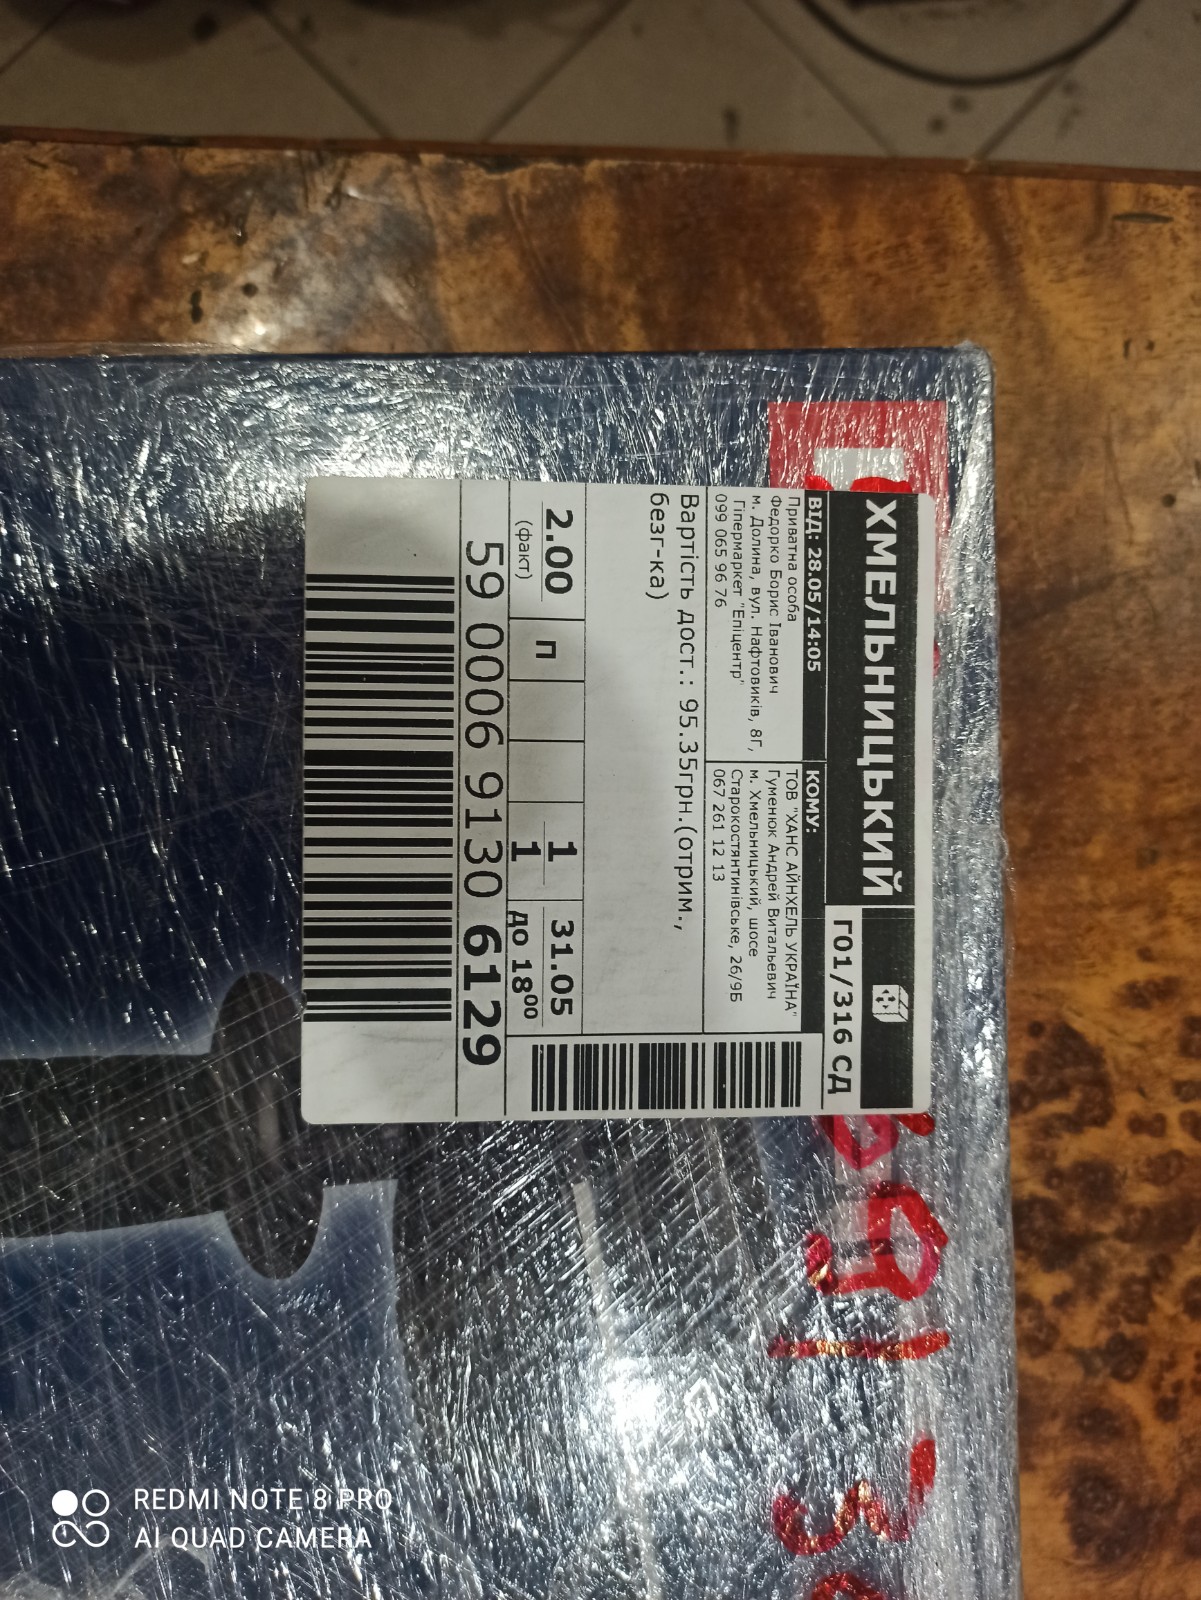 ХМЕЛЬНИЦЬКИЙ
Г01/316 СД
ВІД: 28.05/14:05
Приватна особа
Федорко Борис Іванович
м. Долина, вул. Нафтовиків, 8Г,
Гіпермаркет "Епіцентр"
099 065 96 76
КОМУ:
ТОВ "ХАНС АЙНХЕЛЬ УКРАЇНА"
Гуменюк Андрей Витальевич
м. Хмельницький, шосе
Старокостянтинівське, 26/9Б
067 261 12 13
Вартість дост.: 95.35грн.(отрим.,
безг-ка)
2.00
(факт)
П
1
1
31.05
до 18⁰⁰
59 0006 9130 6129
REDMI NOTE 8 PRO
AI QUAD CAMERA